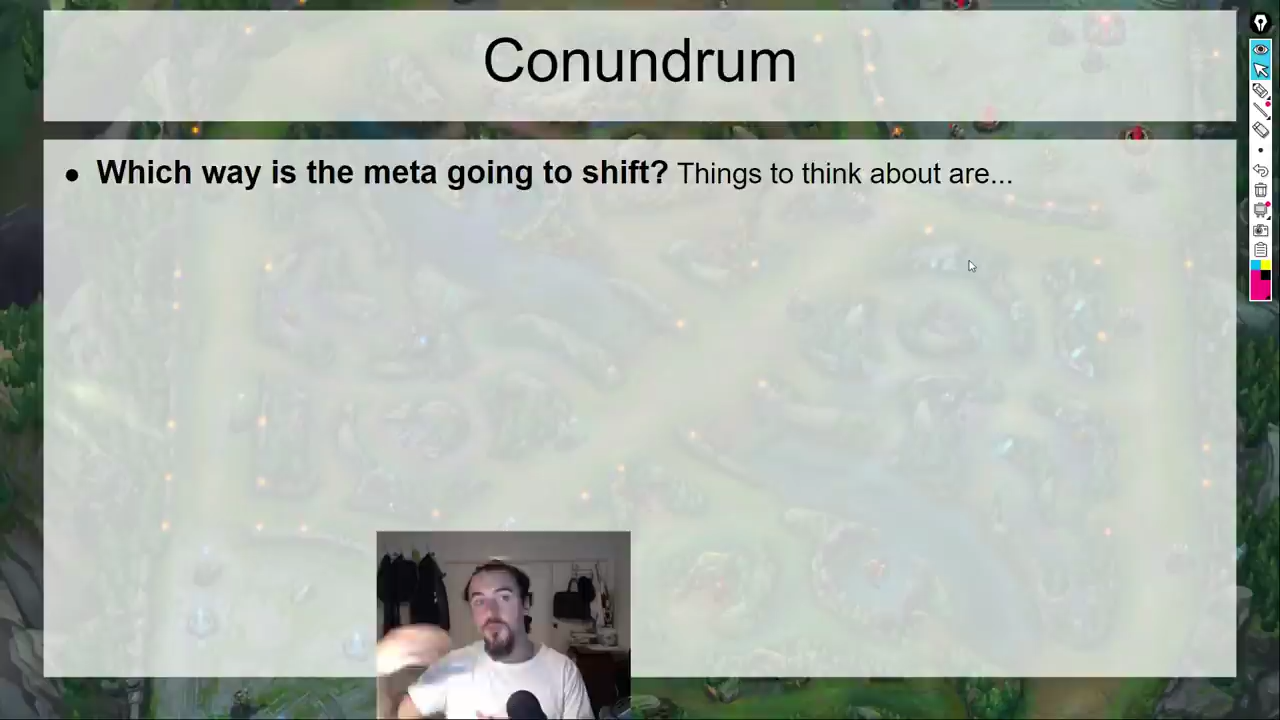 Conundrum
● Which way is the meta going to shift? Things to think about are...